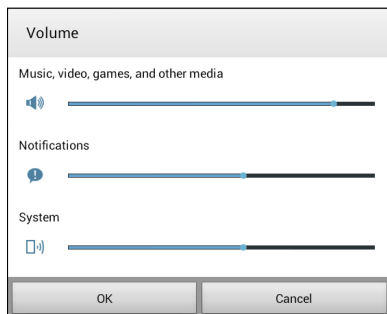 Volume
Music, video, games, and other media
Notifications
System
OK
Cancel